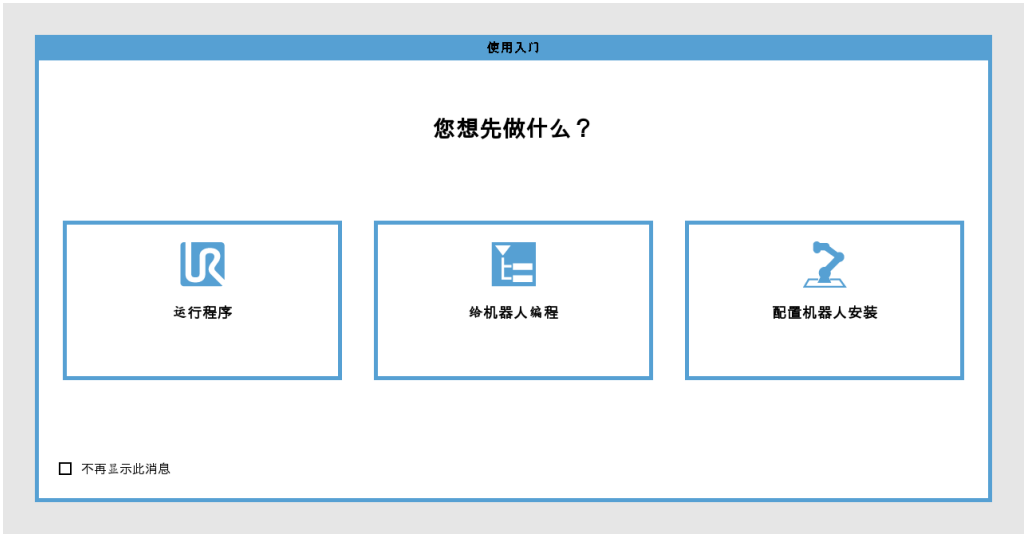 使用入门
您想先做什么？
UR
运行程序
给机器人编程
配置机器人安装
不再显示此消息